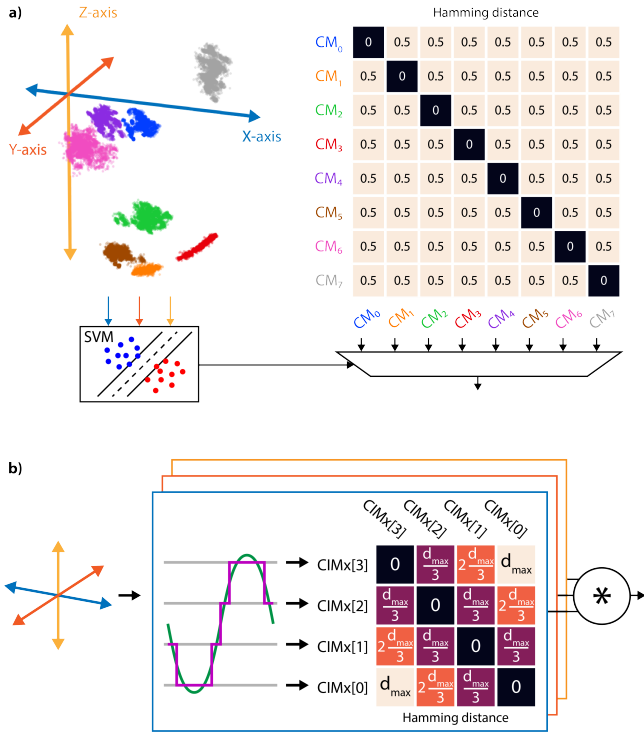 a)
Z-axis
X-axis
Y-axis
Hamming distance
CM₀ 0 0.5 0.5 0.5 0.5 0.5 0.5 0.5
CM₁ 0.5 0 0.5 0.5 0.5 0.5 0.5 0.5
CM₂ 0.5 0.5 0 0.5 0.5 0.5 0.5 0.5
CM₃ 0.5 0.5 0.5 0 0.5 0.5 0.5 0.5
CM₄ 0.5 0.5 0.5 0.5 0 0.5 0.5 0.5
CM₅ 0.5 0.5 0.5 0.5 0.5 0 0.5 0.5
CM₆ 0.5 0.5 0.5 0.5 0.5 0.5 0 0.5
CM₇ 0.5 0.5 0.5 0.5 0.5 0.5 0.5 0
CM₀ CM₁ CM₂ CM₃ CM₄ CM₅ CM₆ CM₇
SVM
b)
CIMx[3] CIMx[2] CIMx[1] CIMx[0]
CIMx[3] 0 dmax/3 2dmax/3 dmax
CIMx[2] dmax/3 0 dmax/3 2dmax/3
CIMx[1] 2dmax/3 dmax/3 0 dmax/3
CIMx[0] dmax 2dmax/3 dmax/3 0
Hamming distance
*